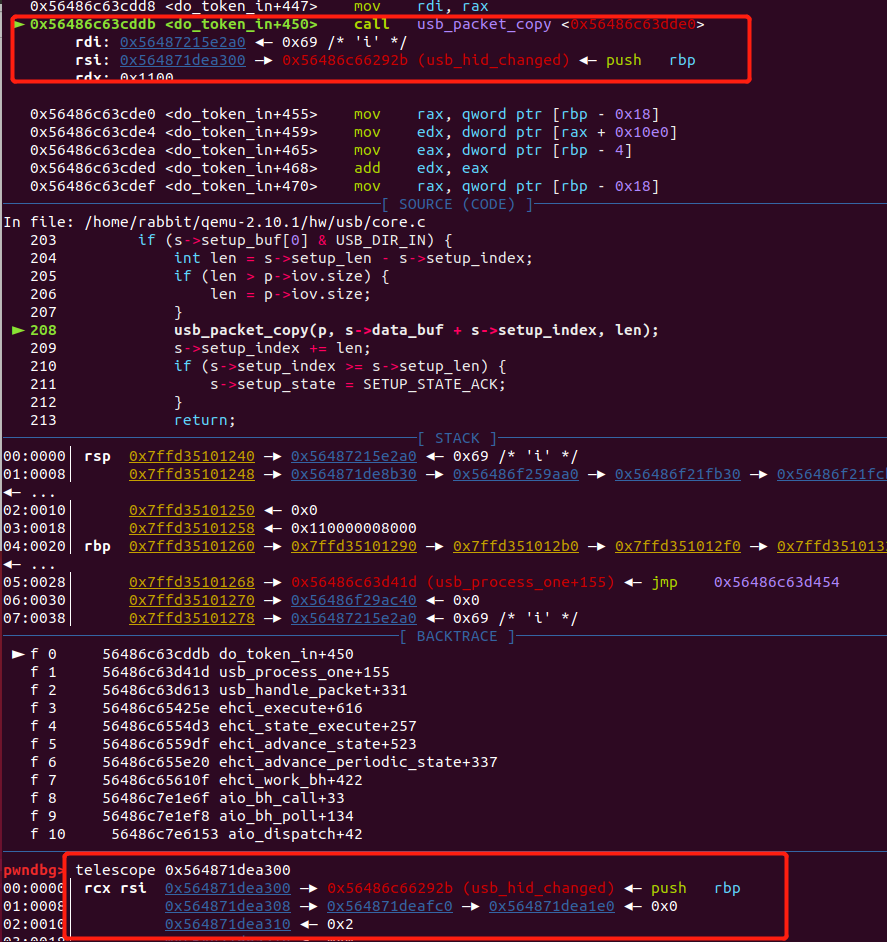 0x56486c63cdd8 <do_token_in+447> mov rdi, rax
► 0x56486c63cddb <do_token_in+450> call usb_packet_copy <0x56486c63dde0>
rdi: 0x56487215e2a0 ◂— 0x69 /* 'i' */
rsi: 0x564871dea300 —▸ 0x56486c66292b (usb_hid_changed) ◂— push rbp
rdx: 0x1100
0x56486c63cde0 <do_token_in+455> mov rax, qword ptr [rbp - 0x18]
0x56486c63cde4 <do_token_in+459> mov edx, dword ptr [rax + 0x10e0]
0x56486c63cdea <do_token_in+465> mov eax, dword ptr [rbp - 4]
0x56486c63cded <do_token_in+468> add edx, eax
0x56486c63cdef <do_token_in+470> mov rax, qword ptr [rbp - 0x18]
[ SOURCE (CODE) ]
In file: /home/rabbit/qemu-2.10.1/hw/usb/core.c
203 if (s->setup_buf[0] & USB_DIR_IN) {
204 int len = s->setup_len - s->setup_index;
205 if (len > p->iov.size) {
206 len = p->iov.size;
207 }
► 208 usb_packet_copy(p, s->data_buf + s->setup_index, len);
209 s->setup_index += len;
210 if (s->setup_index >= s->setup_len) {
211 s->setup_state = SETUP_STATE_ACK;
212 }
213 return;
[ STACK ]
00:0000│ rsp 0x7ffd35101240 —▸ 0x56487215e2a0 ◂— 0x69 /* 'i' */
01:0008│ 0x7ffd35101248 —▸ 0x564871de8b30 —▸ 0x56486f259aa0 —▸ 0x56486f21fb30 —▸ 0x56486f21fc
◂— ...
02:0010│ 0x7ffd35101250 ◂— 0x0
03:0018│ 0x7ffd35101258 ◂— 0x110000008000
04:0020│ rbp 0x7ffd35101260 —▸ 0x7ffd35101290 —▸ 0x7ffd351012b0 —▸ 0x7ffd351012f0 —▸ 0x7ffd35101
◂— ...
05:0028│ 0x7ffd35101268 —▸ 0x56486c63d41d (usb_process_one+155) ◂— jmp 0x56486c63d454
06:0030│ 0x7ffd35101270 —▸ 0x56486f29ac40 ◂— 0x0
07:0038│ 0x7ffd35101278 —▸ 0x56487215e2a0 ◂— 0x69 /* 'i' */
[ BACKTRACE ]
► f 0 56486c63cddb do_token_in+450
f 1 56486c63d41d usb_process_one+155
f 2 56486c63d613 usb_handle_packet+331
f 3 56486c65425e ehci_execute+616
f 4 56486c6554d3 ehci_state_execute+257
f 5 56486c6559df ehci_advance_state+523
f 6 56486c655e20 ehci_advance_periodic_state+337
f 7 56486c65610f ehci_work_bh+422
f 8 56486c7e1e6f aio_bh_call+33
f 9 56486c7e1ef8 aio_bh_poll+134
f 10 56486c7e6153 aio_dispatch+42
pwndbg> telescope 0x564871dea300
00:0000│ rcx rsi 0x564871dea300 —▸ 0x56486c66292b (usb_hid_changed) ◂— push rbp
01:0008│ 0x564871dea308 —▸ 0x564871deafc0 —▸ 0x564871dea1e0 ◂— 0x0
02:0010│ 0x564871dea310 ◂— 0x2